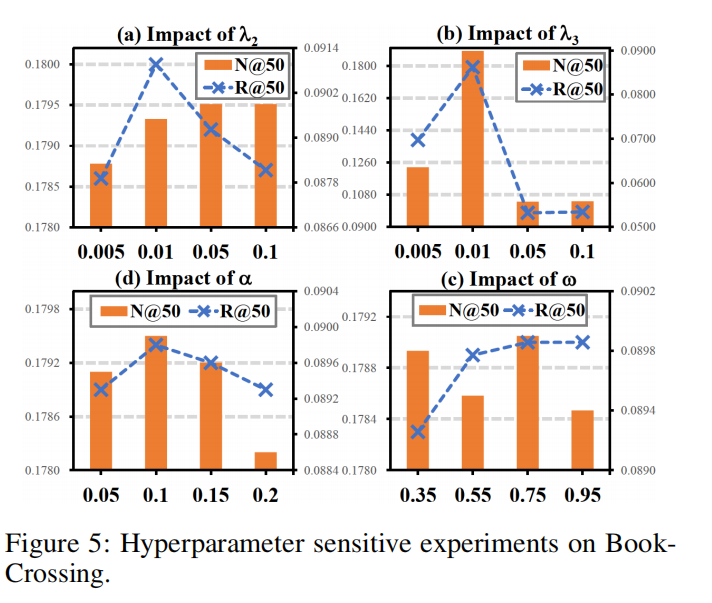 (a) Impact of λ2
N@50
R@50
0.1800
0.1795
0.1790
0.1785
0.1780
0.0914
0.0902
0.0890
0.0878
0.0866
0.005 0.01 0.05 0.1
(b) Impact of λ3
N@50
R@50
0.1800
0.1620
0.1440
0.1260
0.1080
0.0900
0.0900
0.0800
0.0700
0.0600
0.0500
0.005 0.01 0.05 0.1
(d) Impact of α
N@50 R@50
0.1798
0.1792
0.1786
0.1780
0.0904
0.0900
0.0896
0.0892
0.0888
0.0884
0.05 0.1 0.15 0.2
(c) Impact of ω
N@50 R@50
0.1792
0.1788
0.1784
0.1780
0.0902
0.0898
0.0894
0.0890
0.35 0.55 0.75 0.95
Figure 5: Hyperparameter sensitive experiments on Book-
Crossing.